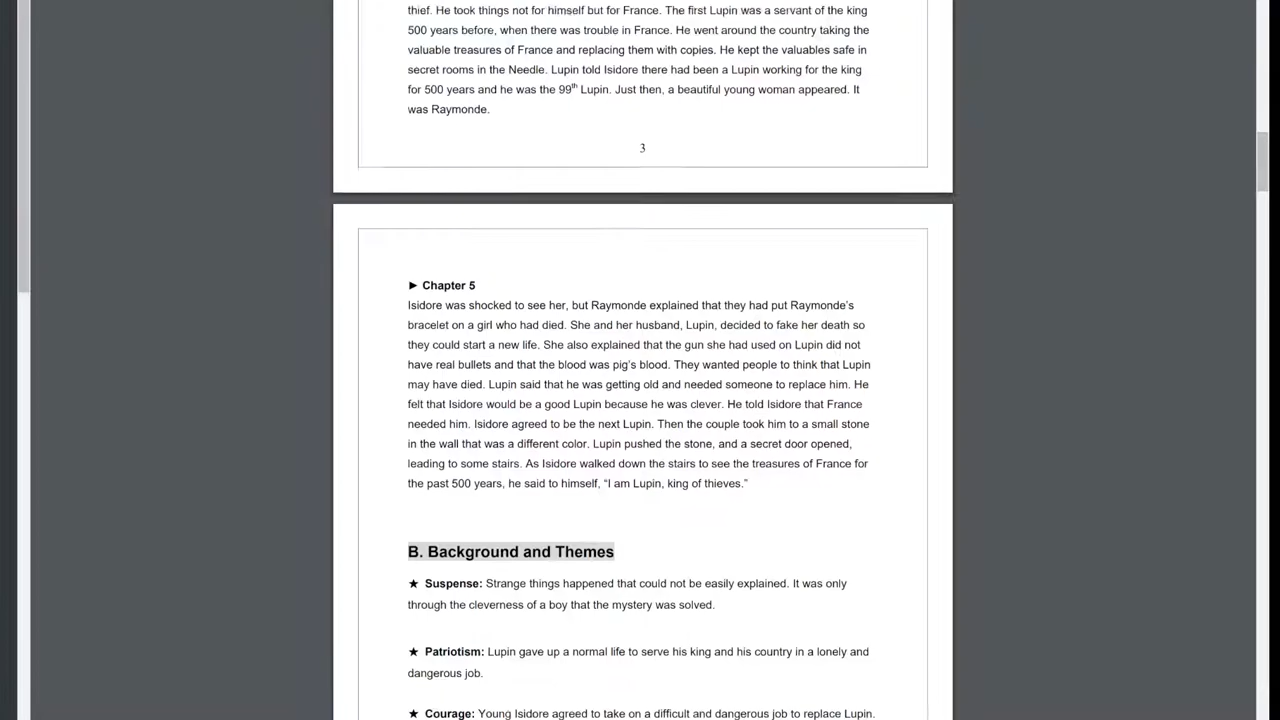 thief. He took things not for himself but for France. The first Lupin was a servant of the king
500 years before, when there was trouble in France. He went around the country taking the
valuable treasures of France and replacing them with copies. He kept the valuables safe in
secret rooms in the Needle. Lupin told Isidore there had been a Lupin working for the king
for 500 years and he was the 99th Lupin. Just then, a beautiful young woman appeared. It
was Raymonde.
3
► Chapter 5
Isidore was shocked to see her, but Raymonde explained that they had put Raymonde's
bracelet on a girl who had died. She and her husband, Lupin, decided to fake her death so
they could start a new life. She also explained that the gun she had used on Lupin did not
have real bullets and that the blood was pig's blood. They wanted people to think that Lupin
may have died. Lupin said that he was getting old and needed someone to replace him. He
felt that Isidore would be a good Lupin because he was clever. He told Isidore that France
needed him. Isidore agreed to be the next Lupin. Then the couple took him to a small stone
in the wall that was a different color. Lupin pushed the stone, and a secret door opened,
leading to some stairs. As Isidore walked down the stairs to see the treasures of France for
the past 500 years, he said to himself, “I am Lupin, king of thieves.”
B. Background and Themes
★ Suspense: Strange things happened that could not be easily explained. It was only
through the cleverness of a boy that the mystery was solved.
★ Patriotism: Lupin gave up a normal life to serve his king and his country in a lonely and
dangerous job.
★ Courage: Young Isidore agreed to take on a difficult and dangerous job to replace Lupin.